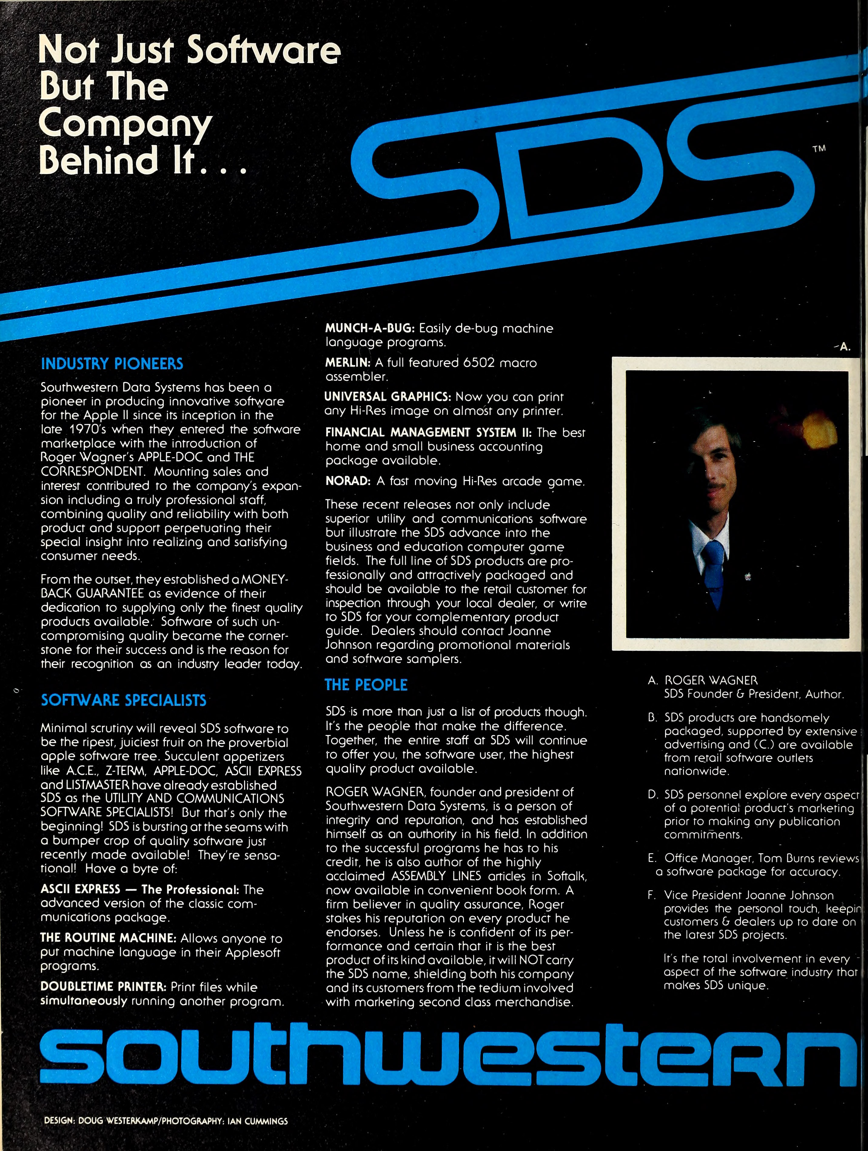 Not Just Software
But The
Company
Behind It. . .
SDS
TM
INDUSTRY PIONEERS
Southwestern Data Systems has been a
pioneer in producing innovative software
for the Apple II since its inception in the
late 1970's when they entered the software
marketplace with the introduction of
Roger Wagner's APPLE-DOC and THE
CORRESPONDENT. Mounting sales and
interest contributed to the company's expan-
sion including a truly professional staff,
combining quality and reliability with both
product and support perpetuating their
special insight into realizing and satisfying
consumer needs.
From the outset, they established a MONEY-
BACK GUARANTEE as evidence of their
dedication to supplying only the finest quality
products available. Software of such un-
compromising quality became the corner-
stone for their success and is the reason for
their recognition as an industry leader today.
SOFTWARE SPECIALISTS
Minimal scrutiny will reveal SDS software to
be the ripest, juiciest fruit on the proverbial
apple software tree. Succulent appetizers
like A.C.E., Z-TERM, APPLE-DOC, ASCII EXPRESS
and LISTMASTER have already established
SDS as the UTILITY AND COMMUNICATIONS
SOFTWARE SPECIALISTS! But that's only the
beginning! SDS is bursting at the seams with
a bumper crop of quality software just
recently made available! They're sensa-
tional! Have a byte of:
ASCII EXPRESS — The Professional: The
advanced version of the classic com-
munications package.
THE ROUTINE MACHINE: Allows anyone to
put machine language in their Applesoft
programs.
DOUBLETIME PRINTER: Print files while
simultaneously running another program.
MUNCH-A-BUG: Easily de-bug machine
language programs.
MERLIN: A full featured 6502 macro
assembler.
UNIVERSAL GRAPHICS: Now you can print
any Hi-Res image on almost any printer.
FINANCIAL MANAGEMENT SYSTEM II: The best
home and small business accounting
package available.
NORAD: A fast moving Hi-Res arcade game.
These recent releases not only include
superior utility and communications software
but illustrate the SDS advance into the
business and education computer game
fields. The full line of SDS products are pro-
fessionally and attractively packaged and
should be available to the retail customer for
inspection through your local dealer, or write
to SDS for your complementary product
guide. Dealers should contact Joanne
Johnson regarding promotional materials
and software samplers.
THE PEOPLE
SDS is more than just a list of products though.
It's the people that make the difference.
Together, the entire staff at SDS will continue
to offer you, the software user, the highest
quality product available.
ROGER WAGNER, founder and president of
Southwestern Data Systems, is a person of
integrity and reputation, and has established
himself as an authority in his field. In addition
to the successful programs he has to his
credit, he is also author of the highly
acclaimed ASSEMBLY LINES articles in Softalk,
now available in convenient book form. A
firm believer in quality assurance, Roger
stakes his reputation on every product he
endorses. Unless he is confident of its per-
formance and certain that it is the best
product of its kind available, it will NOT carry
the SDS name, shielding both his company
and its customers from the tedium involved
with marketing second class merchandise.
A.
A. ROGER WAGNER
SDS Founder & President, Author.
B. SDS products are handsomely
packaged, supported by extensive
advertising and (C.) are available
from retail software outlets
nationwide.
D. SDS personnel explore every aspect
of a potential product's marketing
prior to making any publication
commitments.
E. Office Manager, Tom Burns reviews
a software package for accuracy.
F. Vice President Joanne Johnson
provides the personal touch, keepin
customers & dealers up to date on
the latest SDS projects.
It's the total involvement in every
aspect of the software industry that
makes SDS unique.
southwestern
DESIGN: DOUG WESTERKAMP/PHOTOGRAPHY: IAN CUMMINGS